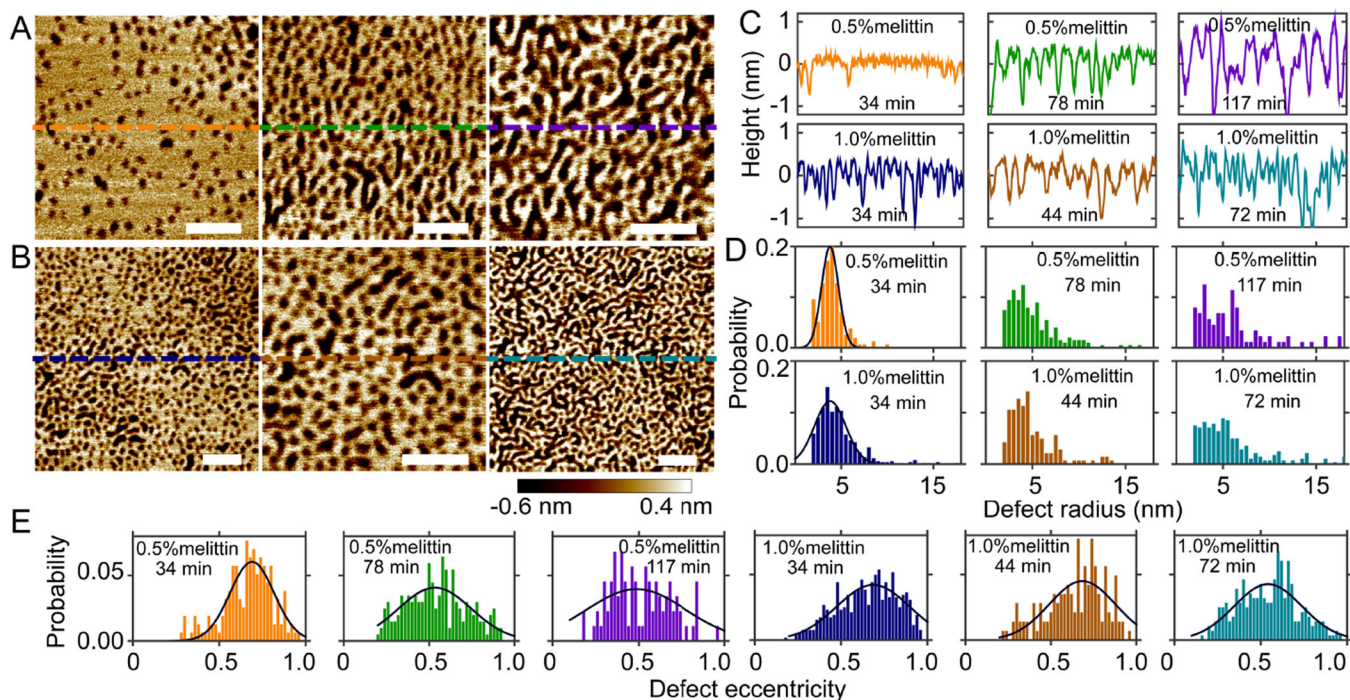 A
B
-0.6 nm 0.4 nm
C
Height (nm)
1
0
-1
0.5%melittin
34 min
0.5%melittin
78 min
0.5%melittin
117 min
1
0
-1
1.0%melittin
34 min
1.0%melittin
44 min
1.0%melittin
72 min
D
Probability
0.2
0.0
0.5%melittin
34 min
0.5%melittin
78 min
0.5%melittin
117 min
0.2
0.0
1.0%melittin
34 min
1.0%melittin
44 min
1.0%melittin
72 min
5 15 5 15 5 15
Defect radius (nm)
E
Probability
0.05
0.00
0.5%melittin
34 min
0.5%melittin
78 min
0.5%melittin
117 min
1.0%melittin
34 min
1.0%melittin
44 min
1.0%melittin
72 min
0 0.5 1.0 0 0.5 1.0 0 0.5 1.0 0 0.5 1.0 0 0.5 1.0 0 0.5 1.0
Defect eccentricity